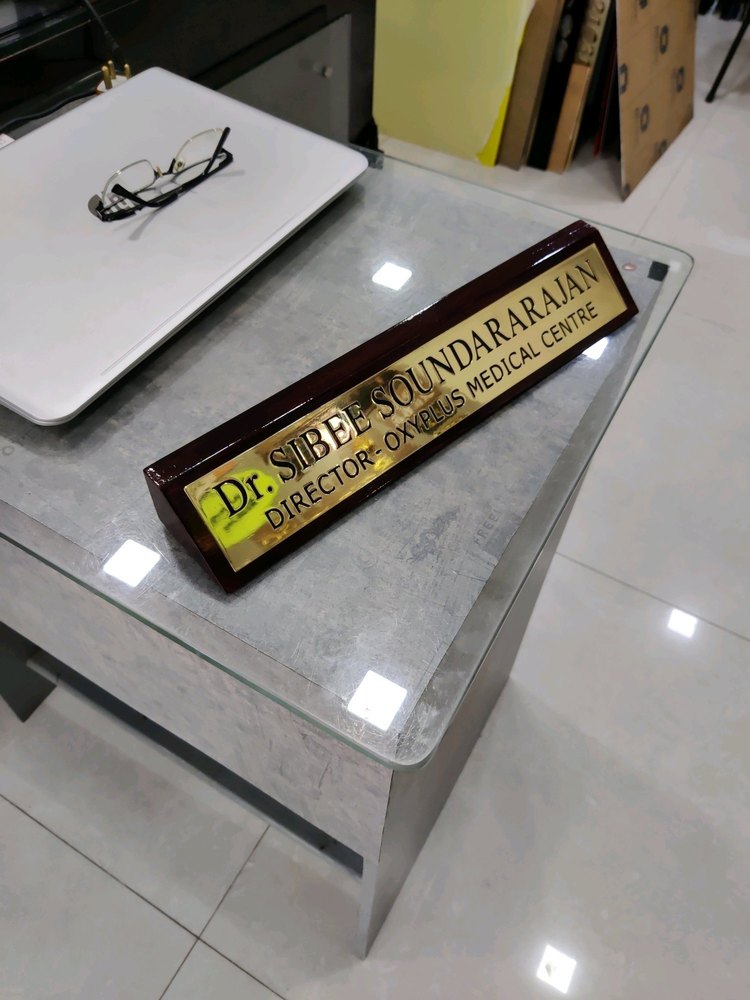 Dr. SIBEE SOUNDARARAJAN
DIRECTOR - OXYPLUS MEDICAL CENTRE